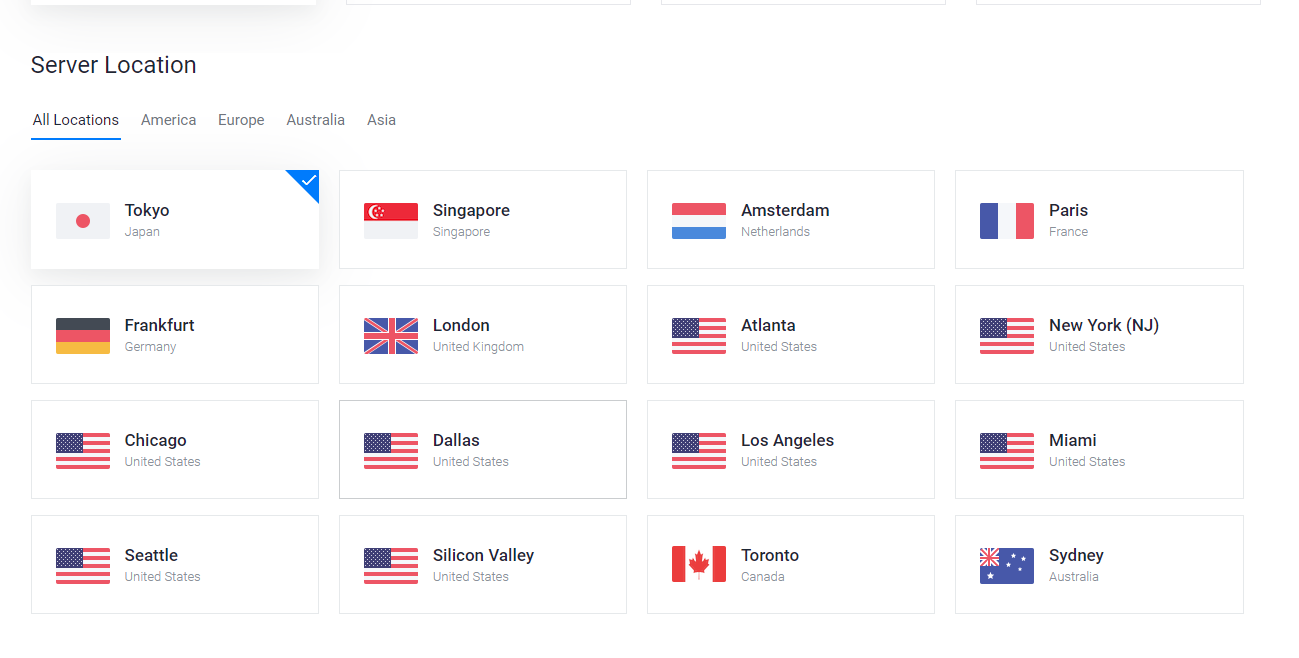 Server Location
All Locations America Europe Australia Asia
Tokyo
Japan
Singapore
Singapore
Amsterdam
Netherlands
Paris
France
Frankfurt
Germany
London
United Kingdom
Atlanta
United States
New York (NJ)
United States
Chicago
United States
Dallas
United States
Los Angeles
United States
Miami
United States
Seattle
United States
Silicon Valley
United States
Toronto
Canada
Sydney
Australia